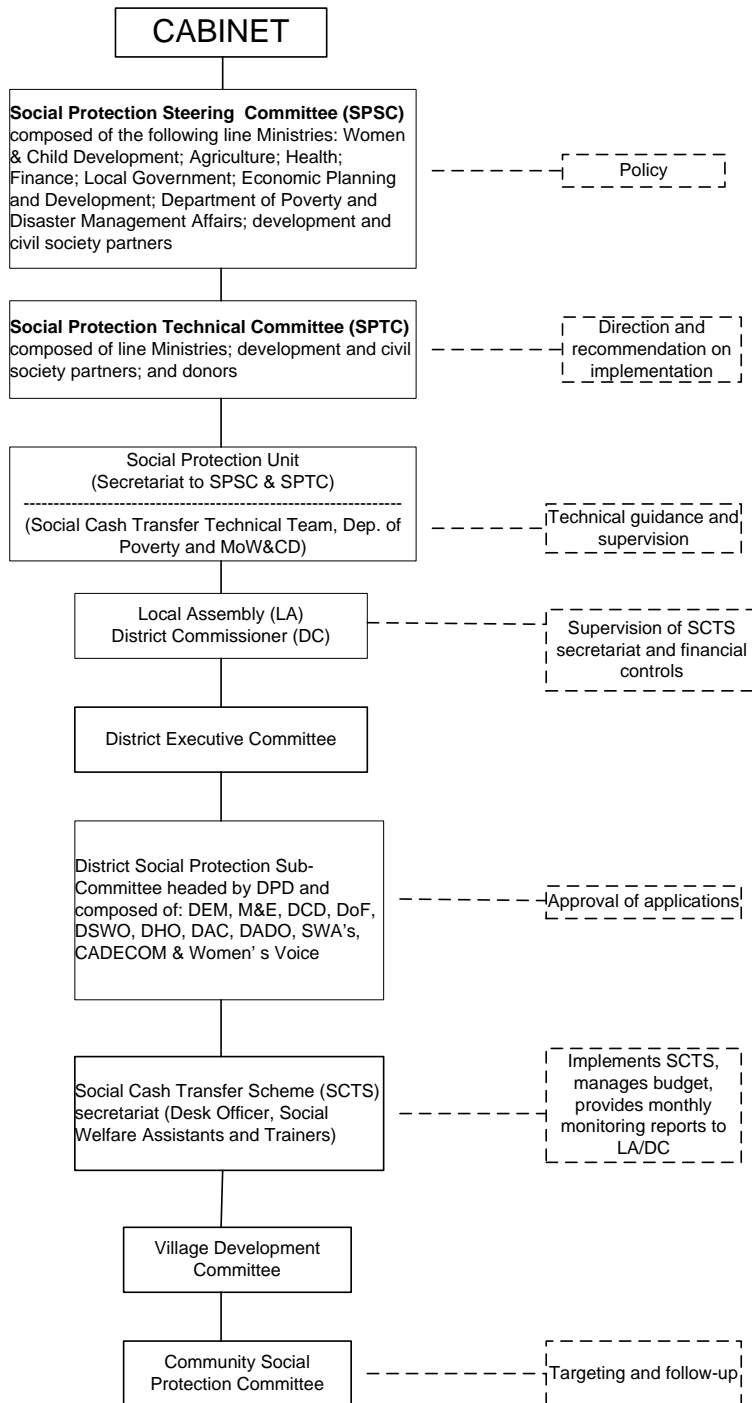 CABINET
Social Protection Steering Committee (SPSC)
composed of the following line Ministries: Women
& Child Development; Agriculture; Health;
Finance; Local Government; Economic Planning
and Development; Department of Poverty and
Disaster Management Affairs; development and
civil society partners
Policy
Social Protection Technical Committee (SPTC)
composed of line Ministries; development and civil
society partners; and donors
Direction and
recommendation on
implementation
Social Protection Unit
(Secretariat to SPSC & SPTC)
----------------------------------------------------------------
(Social Cash Transfer Technical Team, Dep. of
Poverty and MoW&CD)
Technical guidance and
supervision
Local Assembly (LA)
District Commissioner (DC)
Supervision of SCTS
secretariat and financial
controls
District Executive Committee
District Social Protection Sub-
Committee headed by DPD and
composed of: DEM, M&E, DCD, DoF,
DSWO, DHO, DAC, DADO, SWA's,
CADECOM & Women' s Voice
Approval of applications
Social Cash Transfer Scheme (SCTS)
secretariat (Desk Officer, Social
Welfare Assistants and Trainers)
Implements SCTS,
manages budget,
provides monthly
monitoring reports to
LA/DC
Village Development
Committee
Community Social
Protection Committee
Targeting and follow-up